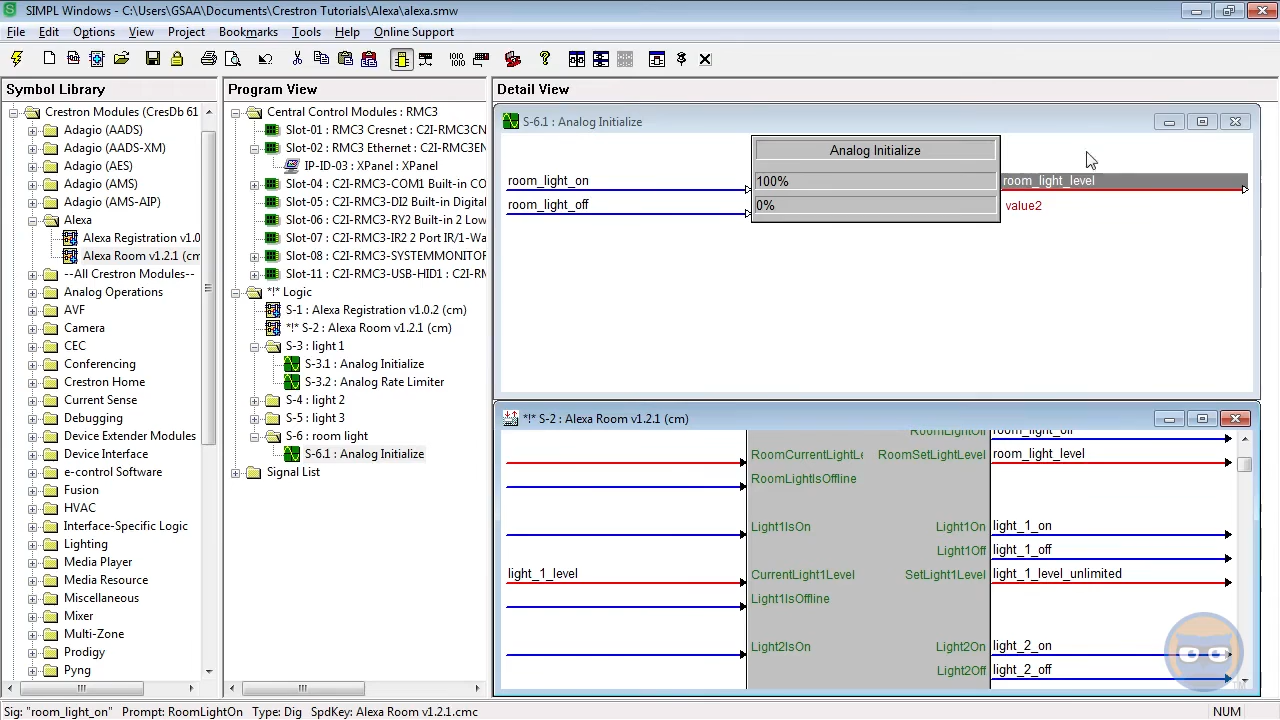 SIMPL Windows - C:\Users\GSAA\Documents\Crestron Tutorials\Alexa\alexa.smw
File Edit Options View Project Bookmarks Tools Help Online Support
Symbol Library
Crestron Modules (CresDb 61
Adagio (AADS)
Adagio (AADS-XM)
Adagio (AES)
Adagio (AMS)
Adagio (AMS-AIP)
Alexa
Alexa Registration v1.0
Alexa Room v1.2.1 (cm
--All Crestron Modules--
Analog Operations
AVF
Camera
CEC
Conferencing
Crestron Home
Current Sense
Debugging
Device Extender Modules
Device Interface
e-control Software
Fusion
HVAC
Interface-Specific Logic
Lighting
Media Player
Media Resource
Miscellaneous
Mixer
Multi-Zone
Prodigy
Pyng
Program View
Central Control Modules : RMC3
Slot-01 : RMC3 Cresnet : C2I-RMC3CN
Slot-02 : RMC3 Ethernet : C2I-RMC3EN
IP-ID-03 : XPanel : XPanel
Slot-04 : C2I-RMC3-COM1 Built-in CO
Slot-05 : C2I-RMC3-DI2 Built-in Digita
Slot-06 : C2I-RMC3-RY2 Built-in 2 Low
Slot-07 : C2I-RMC3-IR2 2 Port IR/1-Wa
Slot-08 : C2I-RMC3-SYSTEMMONITOR
Slot-11 : C2I-RMC3-USB-HID1 : C2I-RM
*!* Logic
S-1 : Alexa Registration v1.0.2 (cm)
*!* S-2 : Alexa Room v1.2.1 (cm)
S-3 : light 1
S-3.1 : Analog Initialize
S-3.2 : Analog Rate Limiter
S-4 : light 2
S-5 : light 3
S-6 : room light
S-6.1 : Analog Initialize
Signal List
Detail View
S-6.1 : Analog Initialize
Analog Initialize
room_light_on 100% room_light_level
room_light_off 0% value2
*!* S-2 : Alexa Room v1.2.1 (cm)
RoomLightOff room_light_off
RoomCurrentLightLe RoomSetLightLevel room_light_level
RoomLightIsOffline
Light1IsOn Light1On light_1_on
Light1Off light_1_off
light_1_level CurrentLight1Level SetLight1Level light_1_level_unlimited
Light1IsOffline
Light2IsOn Light2On light_2_on
Light2Off light_2_off
Sig: "room_light_on" Prompt: RoomLightOn Type: Dig SpdKey: Alexa Room v1.2.1.cmc
NUM